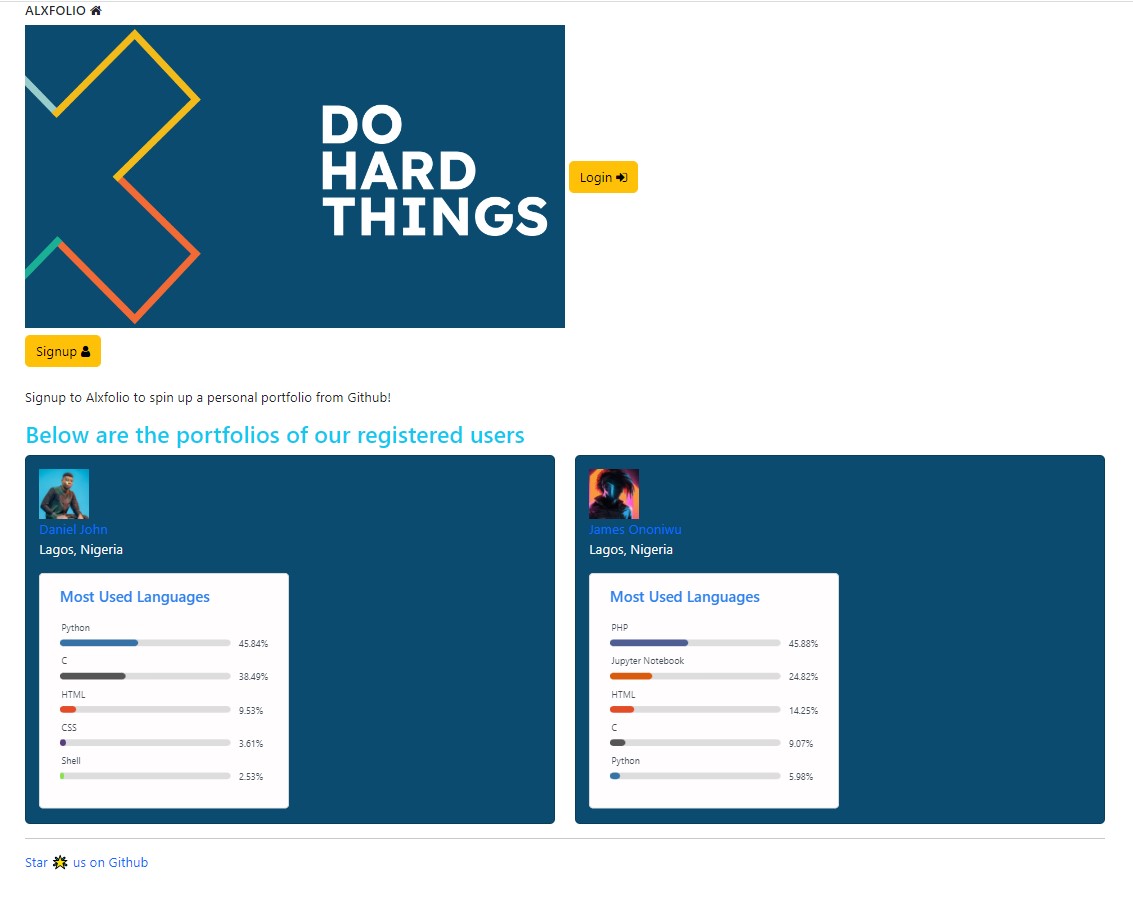 ALXFOLIO
DO
HARD
THINGS
Login
Signup
Signup to Alxfolio to spin up a personal portfolio from Github!
Below are the portfolios of our registered users
Daniel John
Lagos, Nigeria
Most Used Languages
Python
45.84%
C
38.49%
HTML
9.53%
CSS
3.61%
Shell
2.53%
James Ononiwu
Lagos, Nigeria
Most Used Languages
PHP
45.88%
Jupyter Notebook
24.82%
HTML
14.25%
C
9.07%
Python
5.98%
Star us on Github